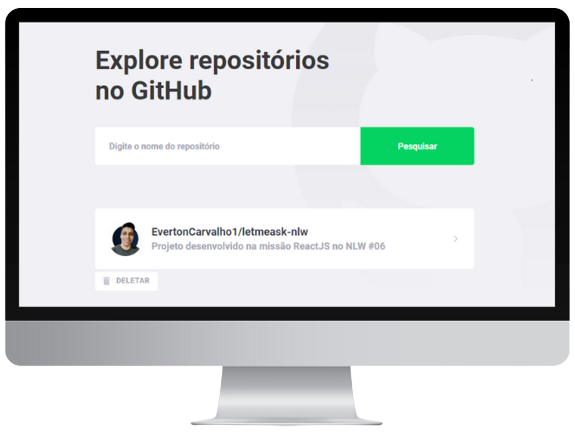 Explore repositórios
no GitHub
Digite o nome do repositório
Pesquisar
EvertonCarvalho1/letmeask-nlw
Projeto desenvolvido na missão ReactJS no NLW #06
DELETAR